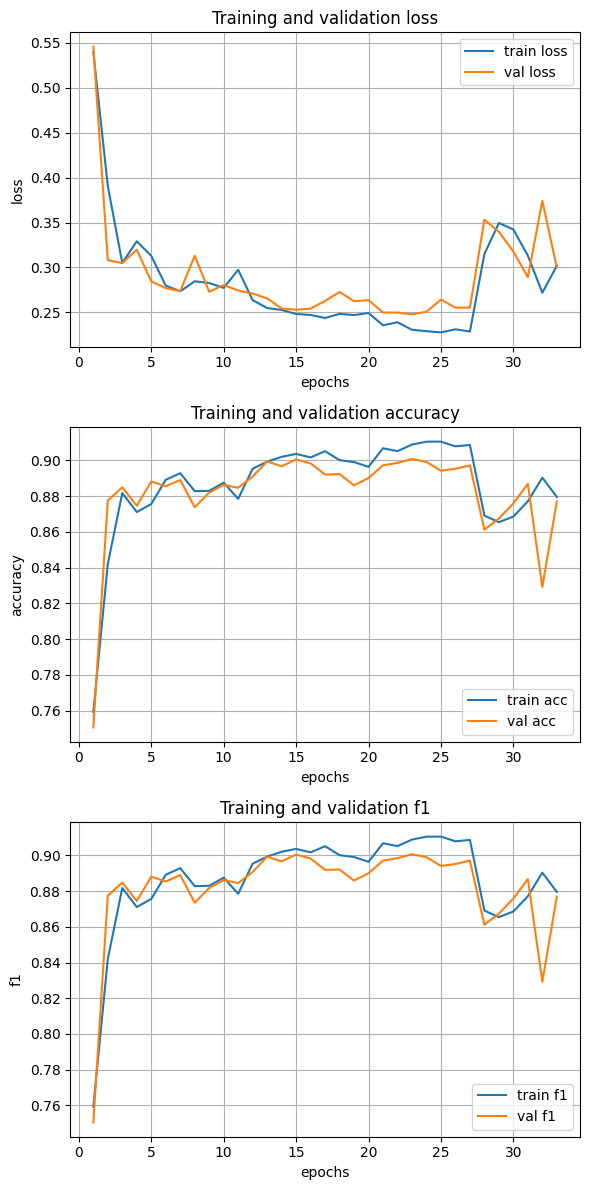 Training and validation loss
train loss
val loss
0.55
0.50
0.45
0.40
0.35
0.30
0.25
loss
0 5 10 15 20 25 30
epochs
Training and validation accuracy
0.90
0.88
0.86
0.84
0.82
0.80
0.78
0.76
accuracy
train acc
val acc
0 5 10 15 20 25 30
epochs
Training and validation f1
0.90
0.88
0.86
0.84
0.82
0.80
0.78
0.76
f1
train f1
val f1
0 5 10 15 20 25 30
epochs